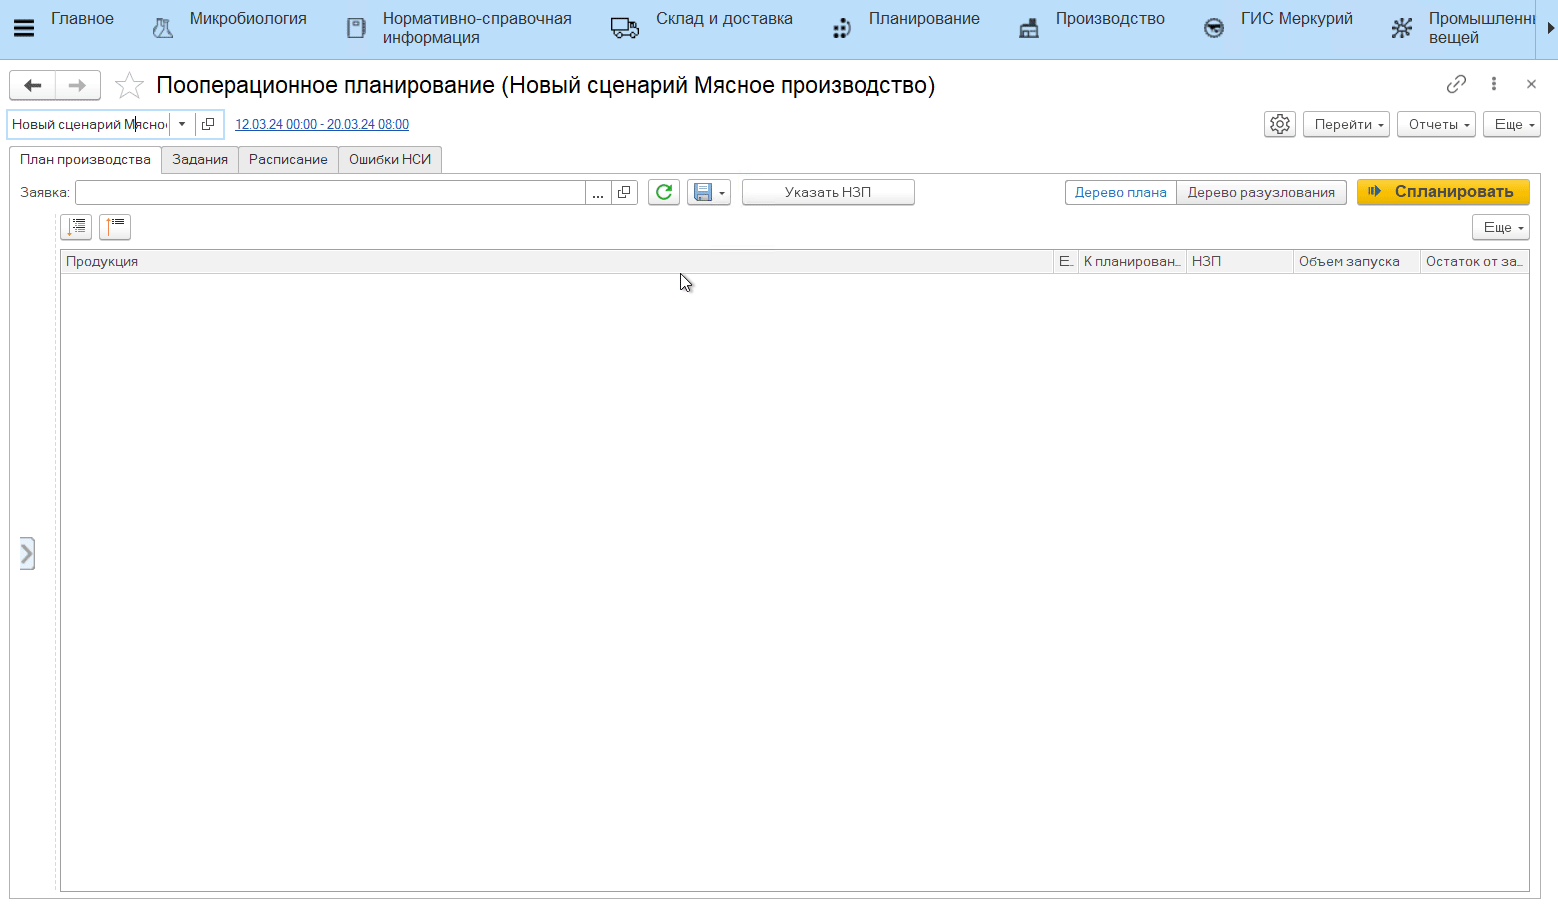 Главное
Микробиология
Нормативно-справочная
информация
Склад и доставка
Планирование
Производство
ГИС Меркурий
Промышленн
вещей
Пооперационное планирование (Новый сценарий Мясное производство)
Новый сценарий Мясно
12.03.24 00:00 - 20.03.24 08:00
Перейти
Отчеты
Еще
План производства
Задания
Расписание
Ошибки НСИ
Заявка:
...
Указать НЗП
Дерево плана
Дерево разузлования
Спланировать
Еще
Продукция
Е...
К планирован...
НЗП
Объем запуска
Остаток от за...